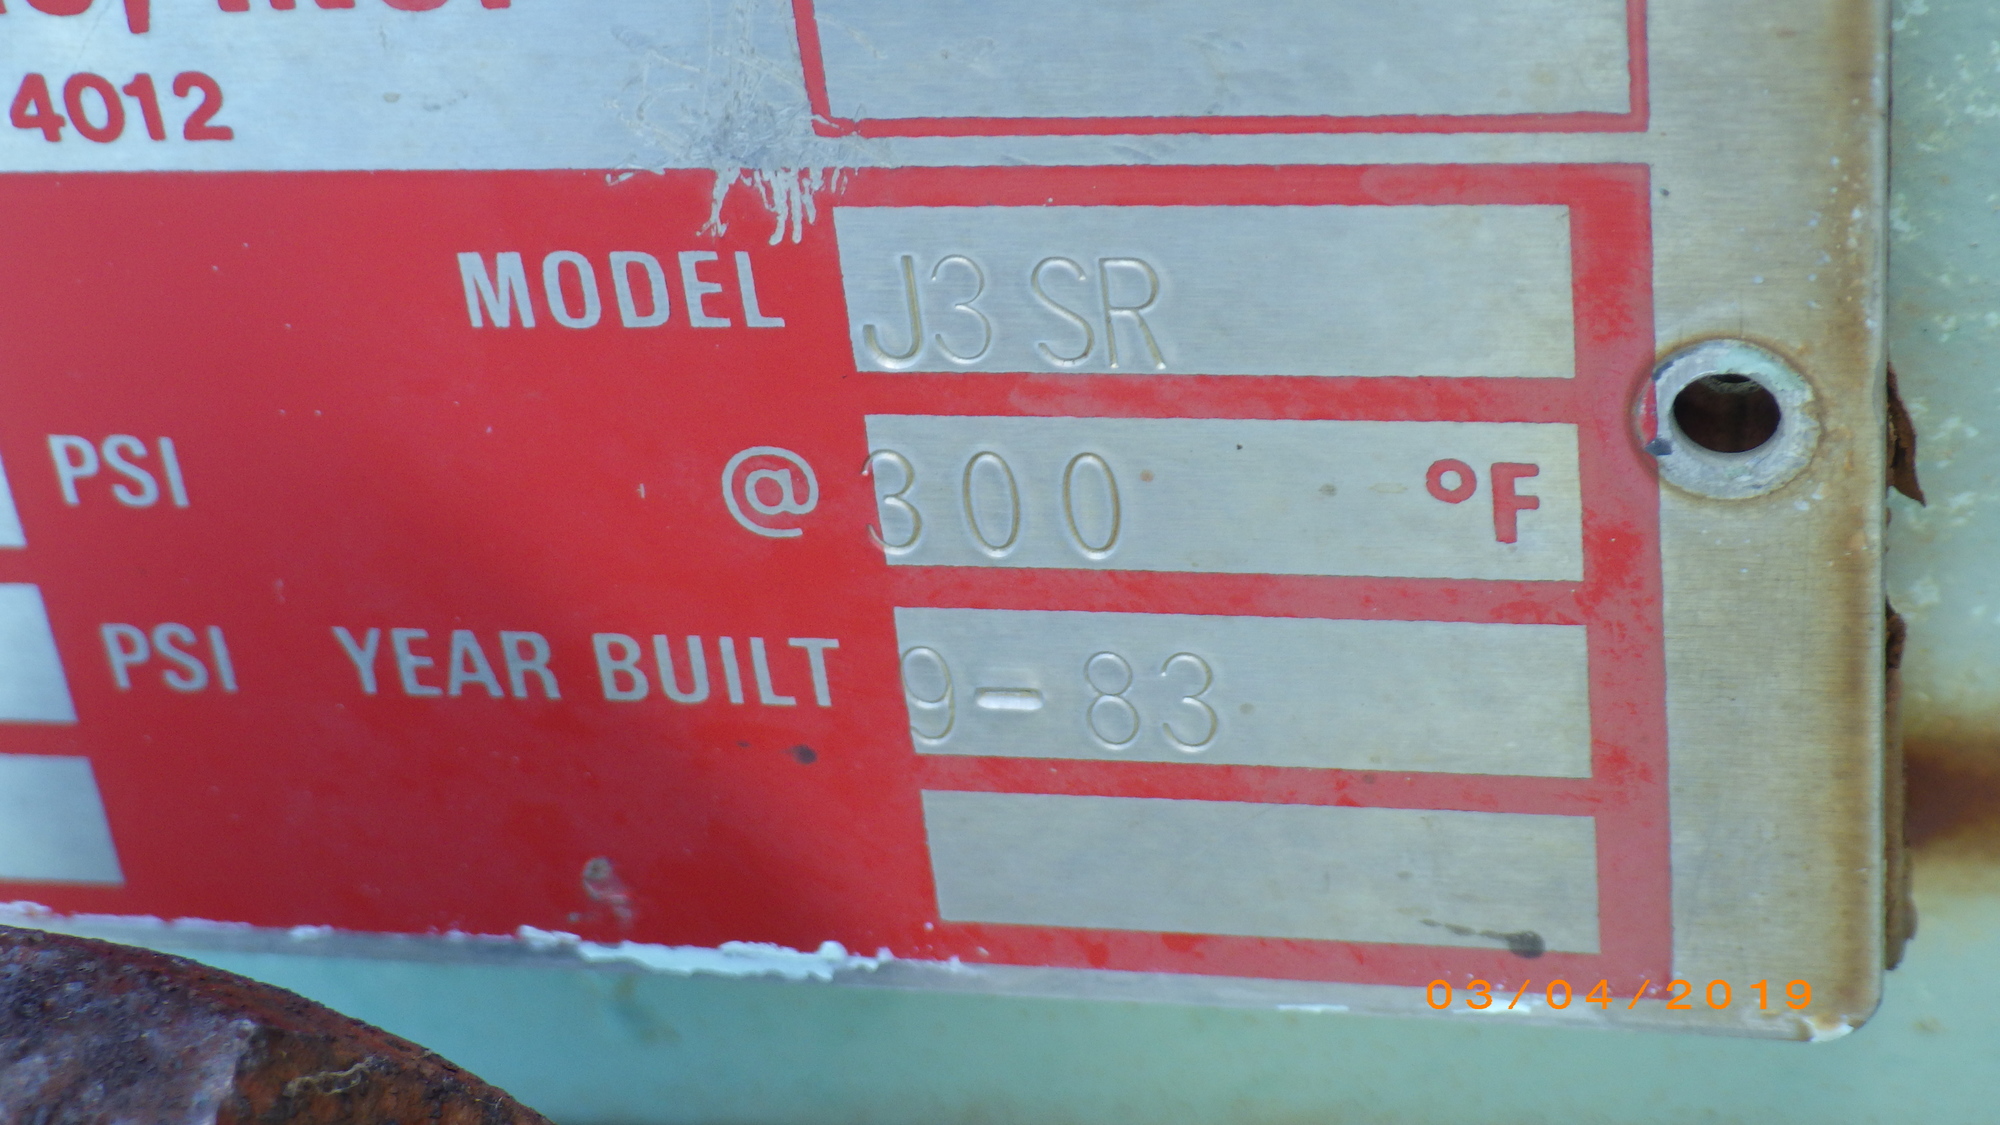 4012
MODEL J3 SR
PSI @ 300 °F
PSI YEAR BUILT 9-83
03/04/2019